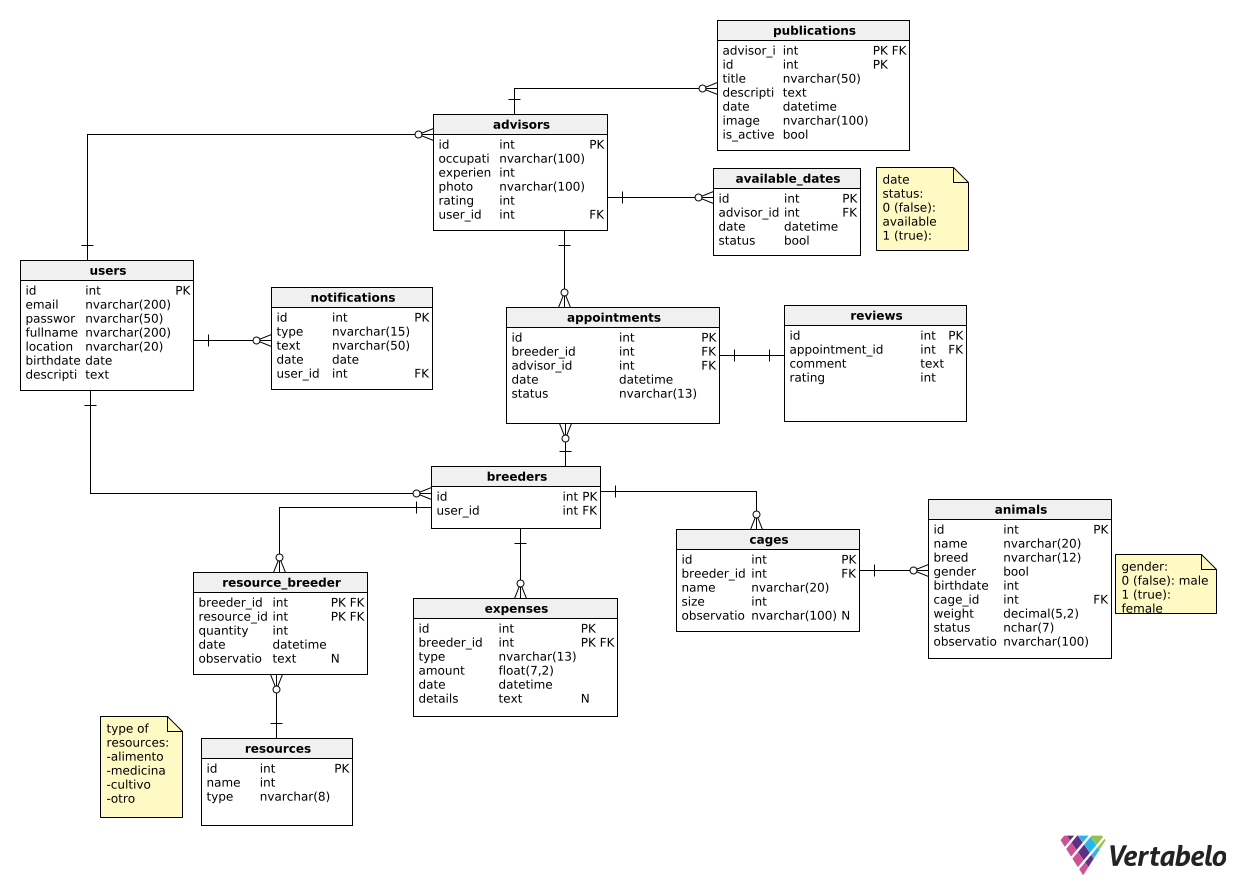 publications
advisor_i int PK FK
id int PK
title nvarchar(50)
descripti text
date datetime
image nvarchar(100)
is_active bool
advisors
id int PK
occupati nvarchar(100)
experien int
photo nvarchar(100)
rating int
user_id int FK
available_dates
id int PK
advisor_id int FK
date datetime
status bool
date
status:
0 (false):
available
1 (true):
users
id int PK
email nvarchar(200)
passwor nvarchar(50)
fullname nvarchar(200)
location nvarchar(20)
birthdate date
descripti text
notifications
id int PK
type nvarchar(15)
text nvarchar(50)
date date
user_id int FK
appointments
id int PK
breeder_id int FK
advisor_id int FK
date datetime
status nvarchar(13)
reviews
id int PK
appointment_id int FK
comment text
rating int
breeders
id int PK
user_id int FK
cages
id int PK
breeder_id int FK
name nvarchar(20)
size int
observatio nvarchar(100) N
animals
id int PK
name nvarchar(20)
breed nvarchar(12)
gender bool
birthdate int
cage_id int FK
weight decimal(5,2)
status nchar(7)
observatio nvarchar(100)
gender:
0 (false): male
1 (true):
female
resource_breeder
breeder_id int PK FK
resource_id int PK FK
quantity int
date datetime
observatio text N
expenses
id int PK
breeder_id int PK FK
type nvarchar(13)
amount float(7,2)
date datetime
details text N
type of
resources:
-alimento
-medicina
-cultivo
-otro
resources
id int PK
name int
type nvarchar(8)
Vertabelo